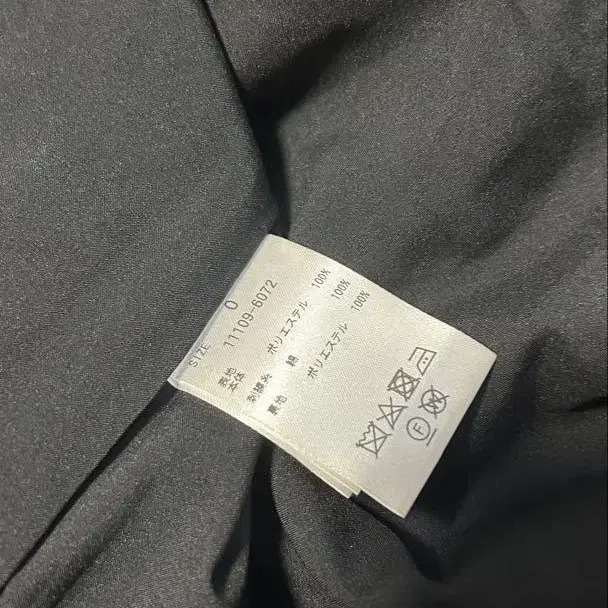 SIZE 0
11109-6072
表地
本体 ポリエステル 100%
刺繍糸 綿 100%
裏地 ポリエステル 100%
F
W